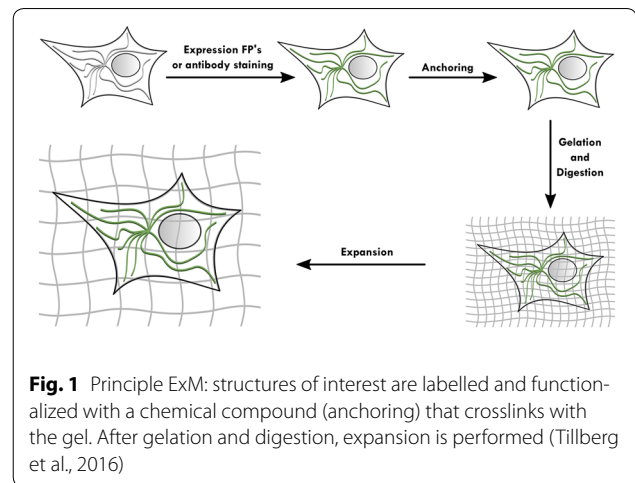 Expression FP's
or antibody staining
Anchoring
Gelation
and
Digestion
Expansion
Fig. 1 Principle ExM: structures of interest are labelled and function-
alized with a chemical compound (anchoring) that crosslinks with
the gel. After gelation and digestion, expansion is performed (Tillberg
et al., 2016)